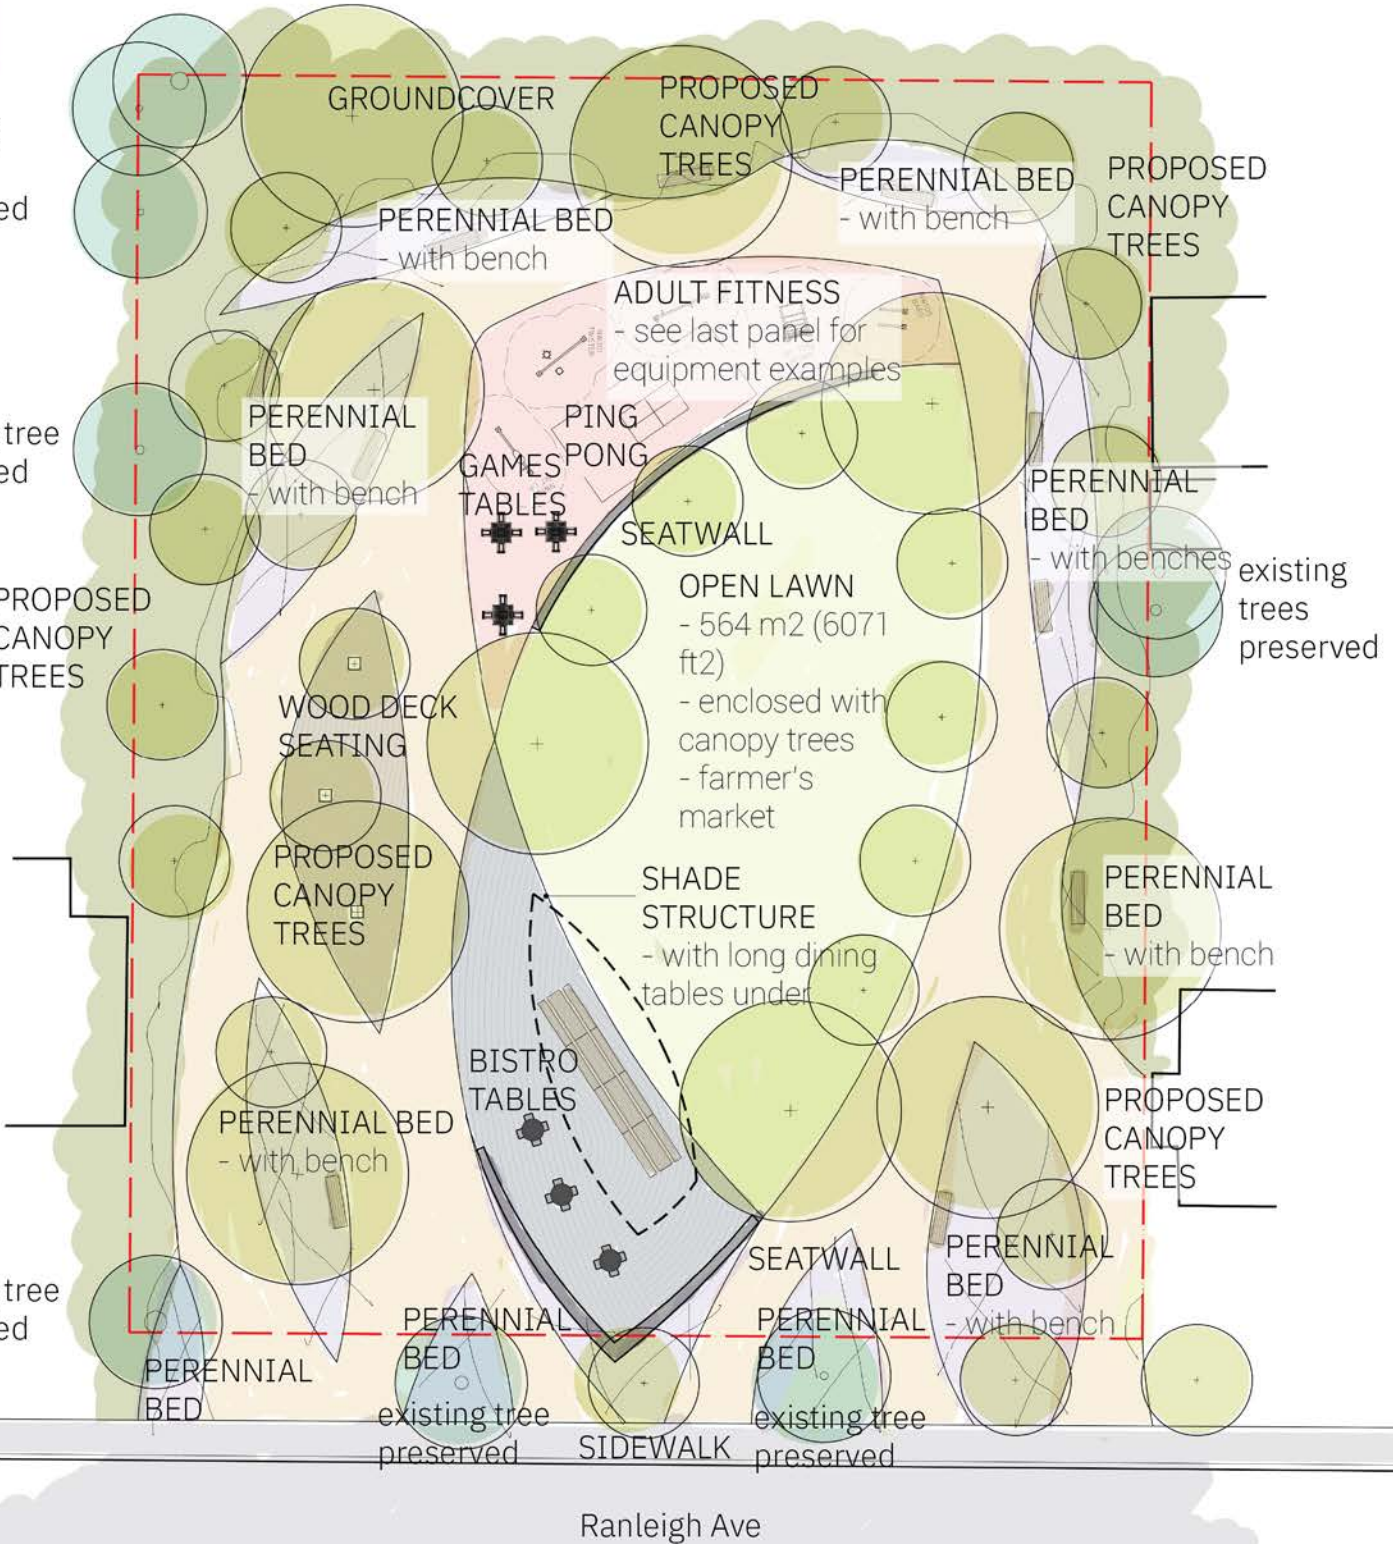 GROUNDCOVER
PROPOSED
CANOPY
TREES
PERENNIAL BED
- with bench
PROPOSED
CANOPY
TREES
ed
PERENNIAL BED
- with bench
ADULT FITNESS
- see last panel for
equipment examples
PERENNIAL
BED
- with bench
PING
PONG
GAMES
TABLES
tree
ed
PERENNIAL
BED
- with benches
SEATWALL
existing
trees
preserved
OPEN LAWN
- 564 m2 (6071
ft2)
- enclosed with
canopy trees
- farmer's
market
PROPOSED
CANOPY
TREES
WOOD DECK
SEATING
PROPOSED
CANOPY
TREES
SHADE
STRUCTURE
- with long dining
tables under
PERENNIAL
BED
- with bench
BISTRO
TABLES
PERENNIAL BED
- with bench
PROPOSED
CANOPY
TREES
SEATWALL
PERENNIAL
BED
- with bench
tree
ed
PERENNIAL
BED
PERENNIAL
BED
PERENNIAL
BED
existing tree
preserved
SIDEWALK
existing tree
preserved
Ranleigh Ave